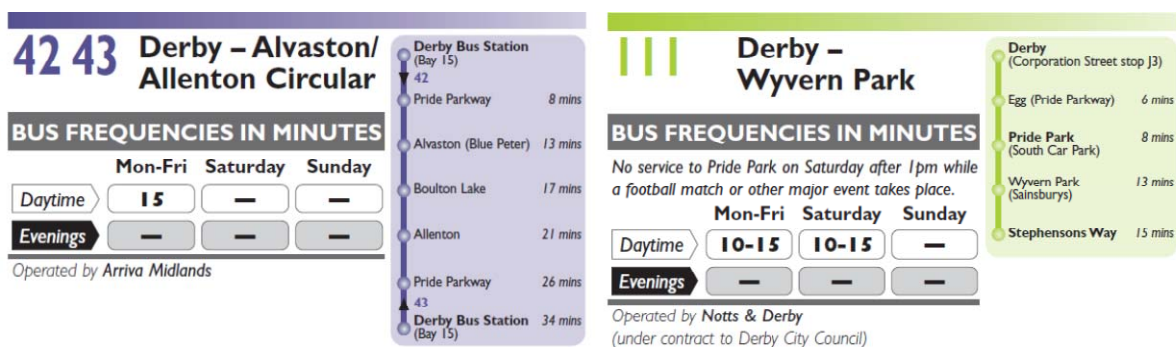 42 43 Derby – Alvaston/
Allenton Circular
BUS FREQUENCIES IN MINUTES
Mon-Fri Saturday Sunday
Daytime 15 — —
Evenings — — —
Operated by Arriva Midlands
Derby Bus Station
(Bay 15)
42
Pride Parkway 8 mins
Alvaston (Blue Peter) 13 mins
Boulton Lake 17 mins
Allenton 21 mins
Pride Parkway 26 mins
43
Derby Bus Station 34 mins
(Bay 15)
111 Derby –
Wyvern Park
BUS FREQUENCIES IN MINUTES
No service to Pride Park on Saturday after 1pm while
a football match or other major event takes place.
Mon-Fri Saturday Sunday
Daytime 10-15 10-15 —
Evenings — — —
Operated by Notts & Derby
(under contract to Derby City Council)
Derby
(Corporation Street stop J3)
Egg (Pride Parkway) 6 mins
Pride Park 8 mins
(South Car Park)
Wyvern Park 13 mins
(Sainsburys)
Stephensons Way 15 mins